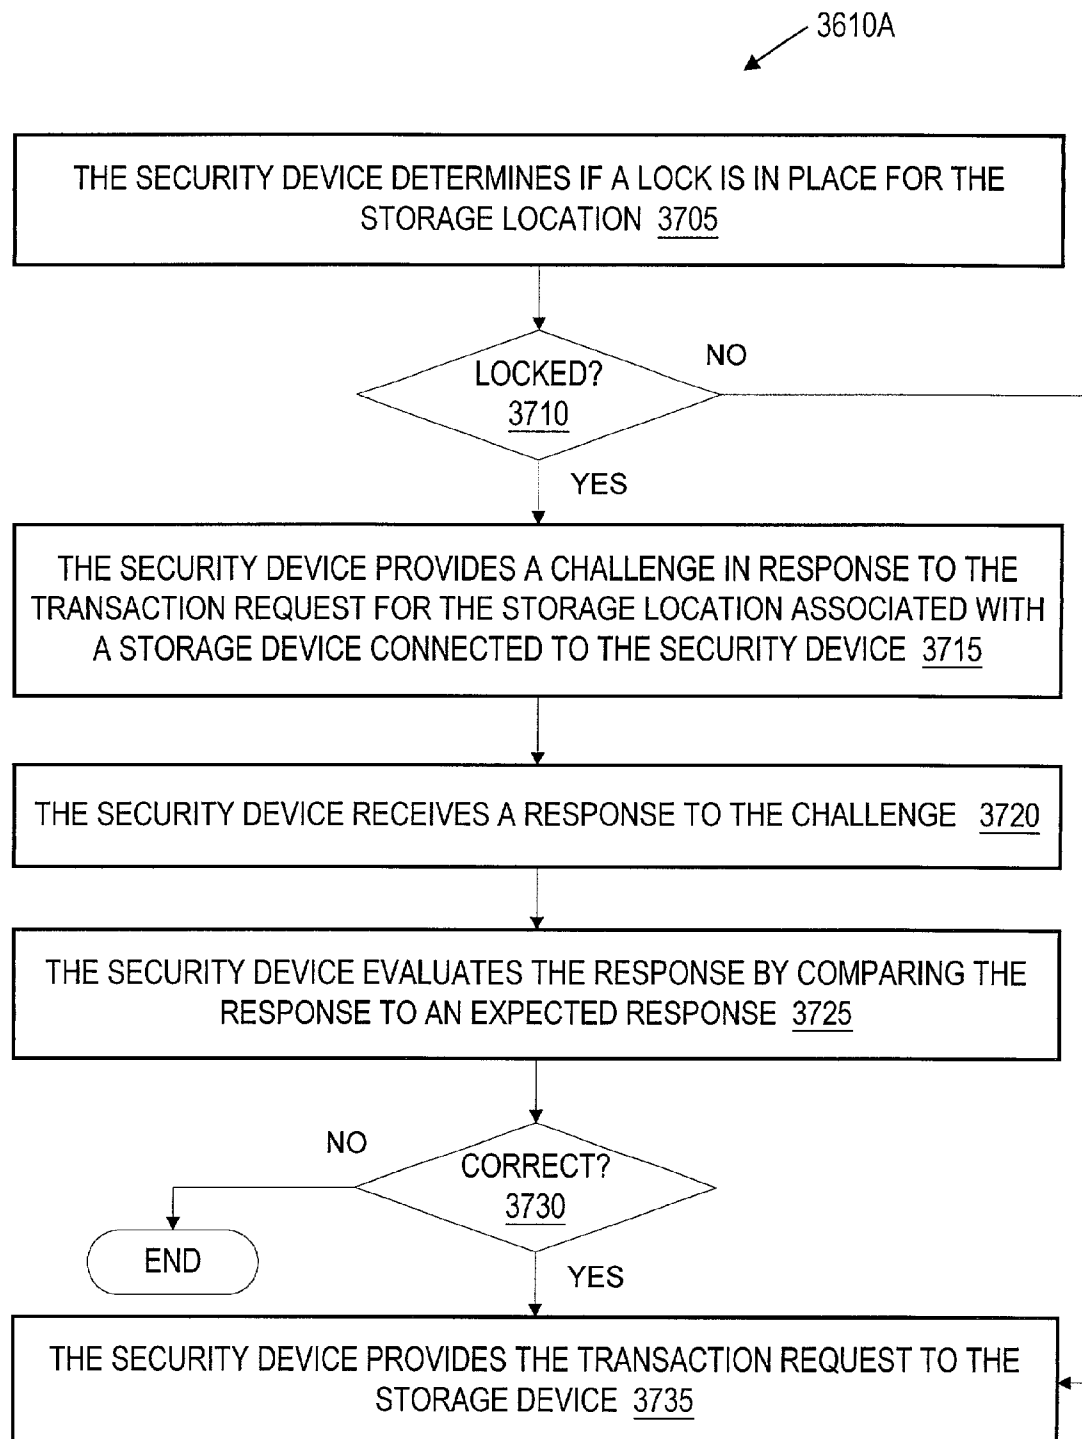 3610A
THE SECURITY DEVICE DETERMINES IF A LOCK IS IN PLACE FOR THE
STORAGE LOCATION 3705
LOCKED?
3710
NO
YES
THE SECURITY DEVICE PROVIDES A CHALLENGE IN RESPONSE TO THE
TRANSACTION REQUEST FOR THE STORAGE LOCATION ASSOCIATED WITH
A STORAGE DEVICE CONNECTED TO THE SECURITY DEVICE 3715
THE SECURITY DEVICE RECEIVES A RESPONSE TO THE CHALLENGE 3720
THE SECURITY DEVICE EVALUATES THE RESPONSE BY COMPARING THE
RESPONSE TO AN EXPECTED RESPONSE 3725
NO
CORRECT?
3730
END
YES
THE SECURITY DEVICE PROVIDES THE TRANSACTION REQUEST TO THE
STORAGE DEVICE 3735